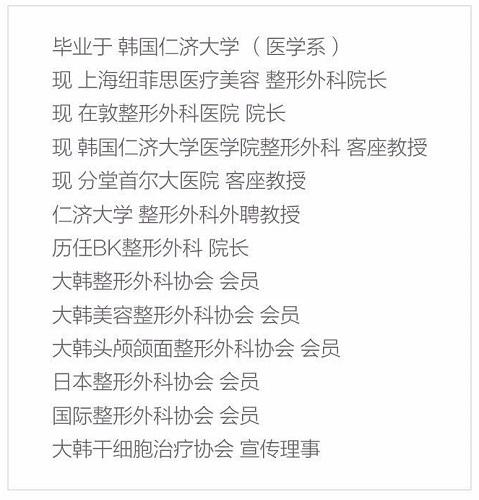 毕业于 韩国仁济大学 （ 医学系 ）
现 上海纽菲思医疗美容 整形外科院长
现 在敦整形外科医院 院长
现 韩国仁济大学医学院整形外科 客座教授
现 分堂首尔大医院 客座教授
仁济大学 整形外科外聘教授
历任BK整形外科 院长
大韩整形外科协会 会员
大韩美容整形外科协会 会员
大韩头颅颌面整形外科协会 会员
日本整形外科协会 会员
国际整形外科协会 会员
大韩干细胞治疗协会 宣传理事